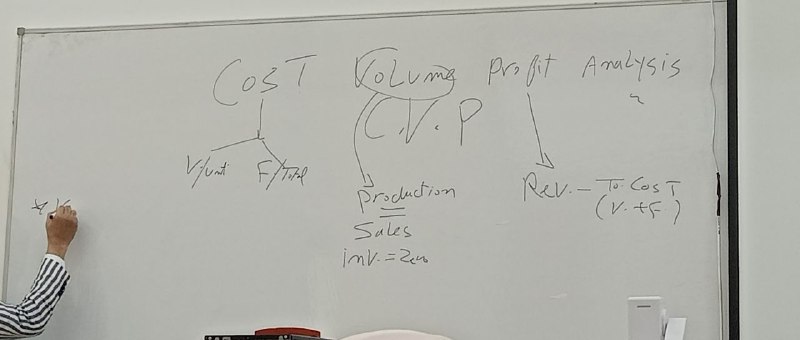 CosT Volume Profit Analysis
C.V.P
V/unit F/Total
Production
=
Sales
inv. = Zero
Rev. - To. CosT
(V. + F)